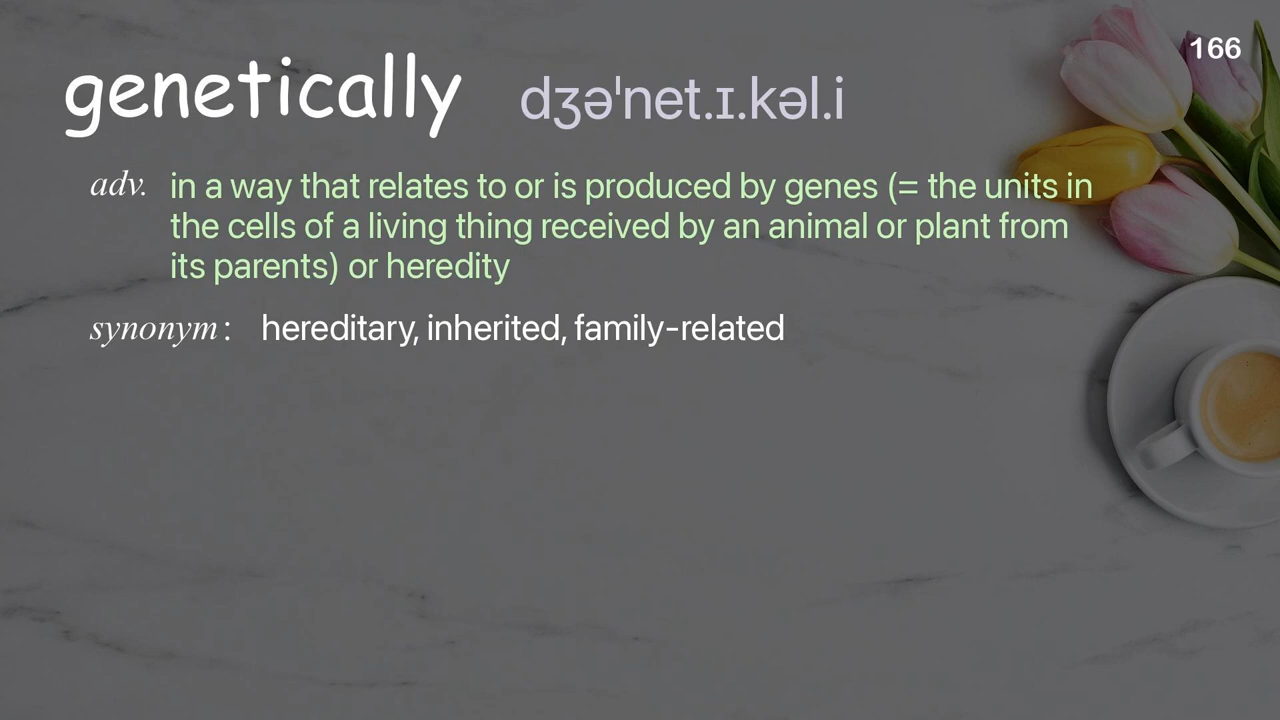 166
genetically dʒəˈnet.ɪ.kəl.i
adv. in a way that relates to or is produced by genes (= the units in
the cells of a living thing received by an animal or plant from
its parents) or heredity
synonym: hereditary, inherited, family-related